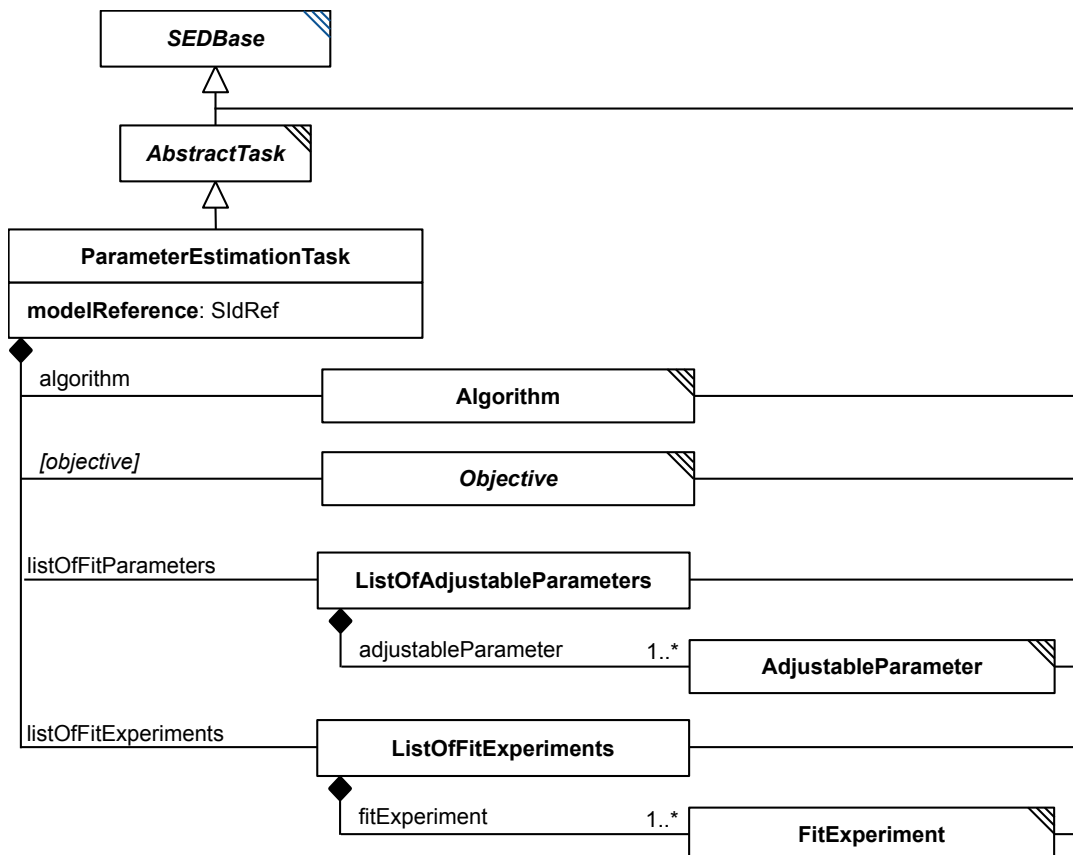 SEDBase
AbstractTask
ParameterEstimationTask
modelReference: SIdRef
algorithm
Algorithm
[objective]
Objective
listOfFitParameters
ListOfAdjustableParameters
adjustableParameter 1..*
AdjustableParameter
listOfFitExperiments
ListOfFitExperiments
fitExperiment 1..*
FitExperiment